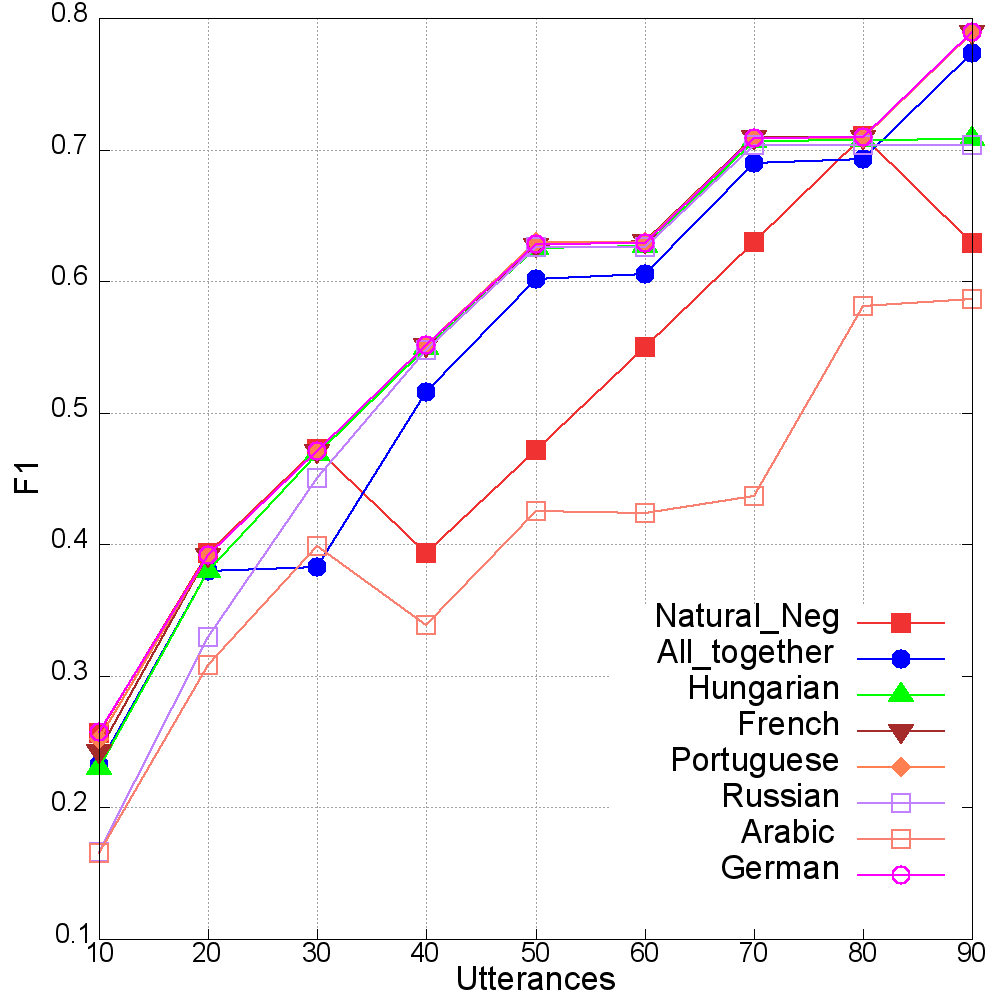 0.8
0.7
0.6
0.5
0.4
0.3
0.2
0.1
F1
Natural_Neg
All_together
Hungarian
French
Portuguese
Russian
Arabic
German
10 20 30 40 50 60 70 80 90
Utterances